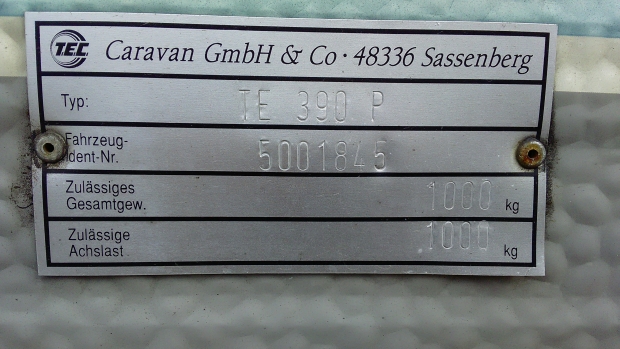 T.E.C. Caravan GmbH & Co · 48336 Sassenberg
Typ: TE 390 P
Fahrzeug-
Ident-Nr. 5001845
Zulässiges
Gesamtgew. 1000 kg
Zulässige
Achslast 1000 kg